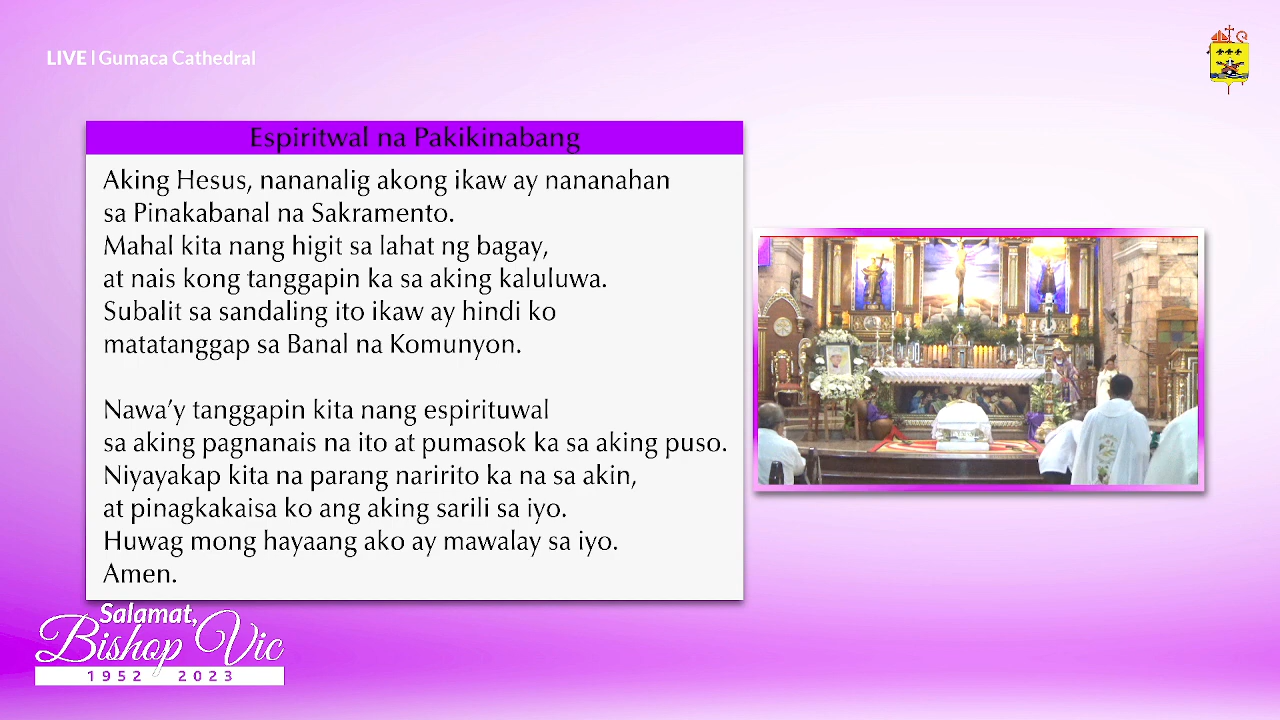 LIVE | Gumaca Cathedral
Espiritwal na Pakikinabang
Aking Hesus, nananalig akong ikaw ay nananahan
sa Pinakabanal na Sakramento.
Mahal kita nang higit sa lahat ng bagay,
at nais kong tanggapin ka sa aking kaluluwa.
Subalit sa sandaling ito ikaw ay hindi ko
matatanggap sa Banal na Komunyon.
Nawa’y tanggapin kita nang espirituwal
sa aking pagnanais na ito at pumasok ka sa aking puso.
Niyayakap kita na parang naririto ka na sa akin,
at pinagkakaisa ko ang aking sarili sa iyo.
Huwag mong hayaang ako ay mawalay sa iyo.
Amen.
Salamat,
Bishop Vic
1952 2023